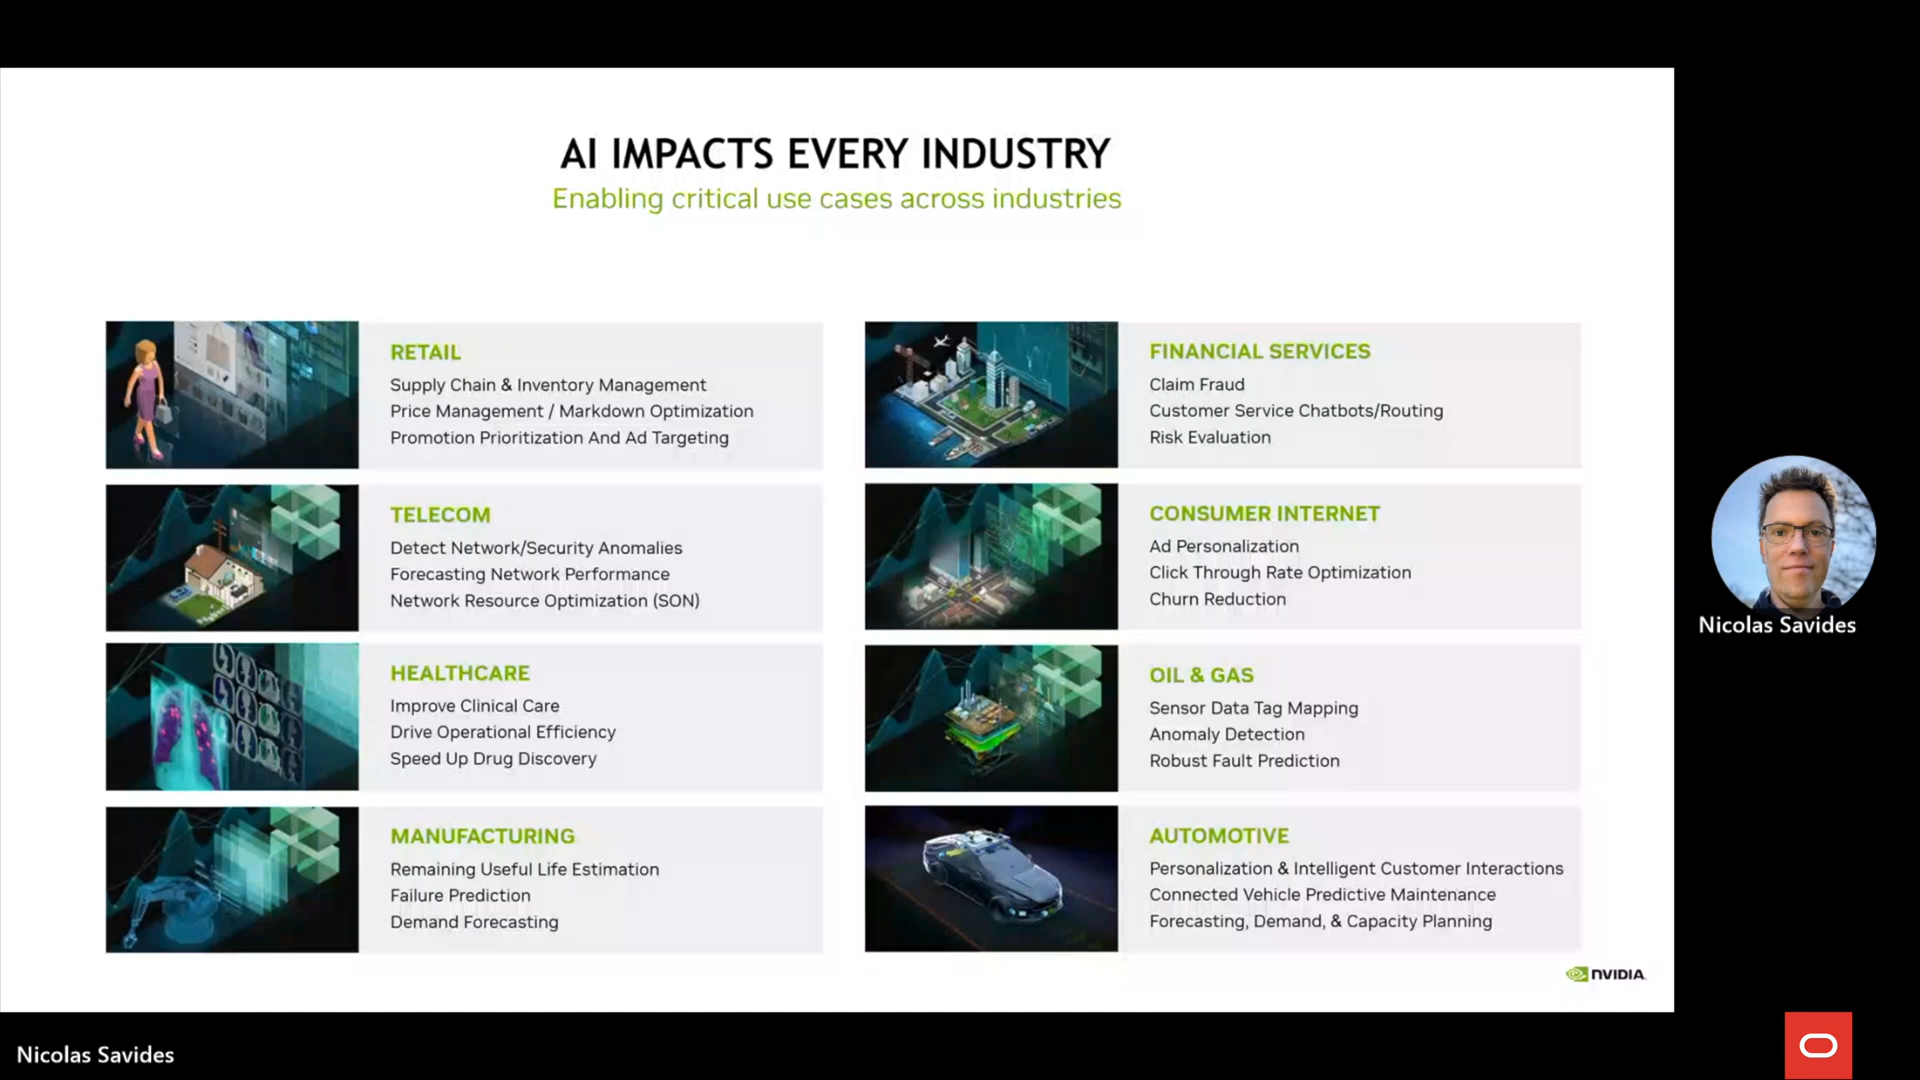 AI IMPACTS EVERY INDUSTRY
Enabling critical use cases across industries
RETAIL
Supply Chain & Inventory Management
Price Management / Markdown Optimization
Promotion Prioritization And Ad Targeting
FINANCIAL SERVICES
Claim Fraud
Customer Service Chatbots/Routing
Risk Evaluation
TELECOM
Detect Network/Security Anomalies
Forecasting Network Performance
Network Resource Optimization (SON)
CONSUMER INTERNET
Ad Personalization
Click Through Rate Optimization
Churn Reduction
HEALTHCARE
Improve Clinical Care
Drive Operational Efficiency
Speed Up Drug Discovery
OIL & GAS
Sensor Data Tag Mapping
Anomaly Detection
Robust Fault Prediction
MANUFACTURING
Remaining Useful Life Estimation
Failure Prediction
Demand Forecasting
AUTOMOTIVE
Personalization & Intelligent Customer Interactions
Connected Vehicle Predictive Maintenance
Forecasting, Demand, & Capacity Planning
NVIDIA
Nicolas Savides
Nicolas Savides